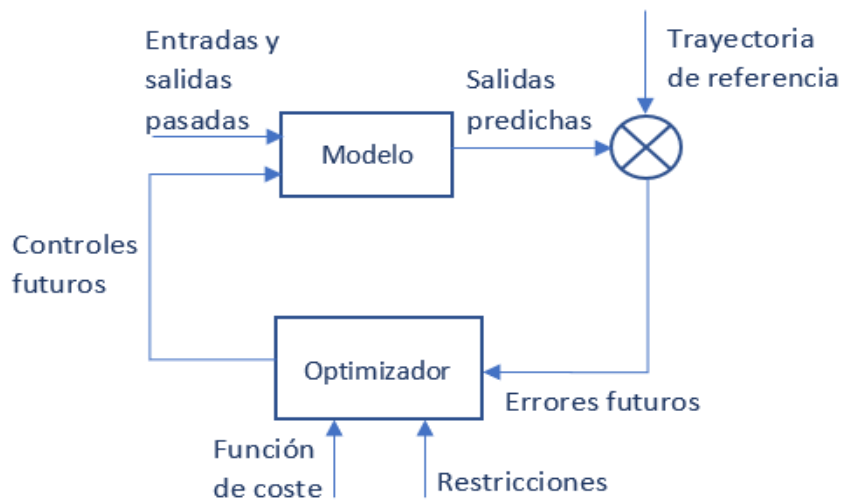 Entradas y
salidas
pasadas
Salidas
predichas
Trayectoria
de referencia
Modelo
Controles
futuros
Optimizador
Errores futuros
Función
de coste
Restricciones